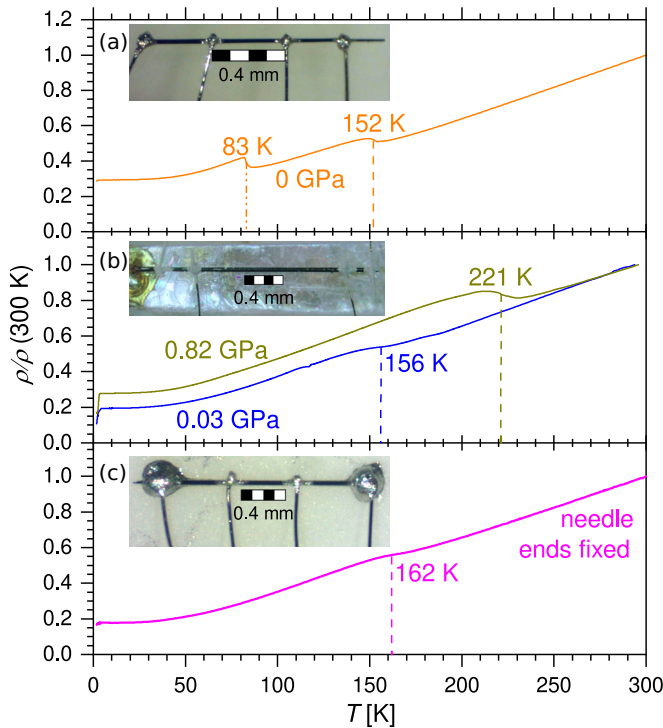 1.2
1.0
0.8
0.6
0.4
0.2
0.0
(a)
0.4 mm
83 K
152 K
0 GPa
ρ/ρ (300 K)
1.0
0.8
0.6
0.4
0.2
0.0
(b)
0.4 mm
221 K
0.82 GPa
156 K
0.03 GPa
1.0
0.8
0.6
0.4
0.2
0.0
(c)
0.4 mm
needle
ends fixed
162 K
0 50 100 150 200 250 300
T [K]